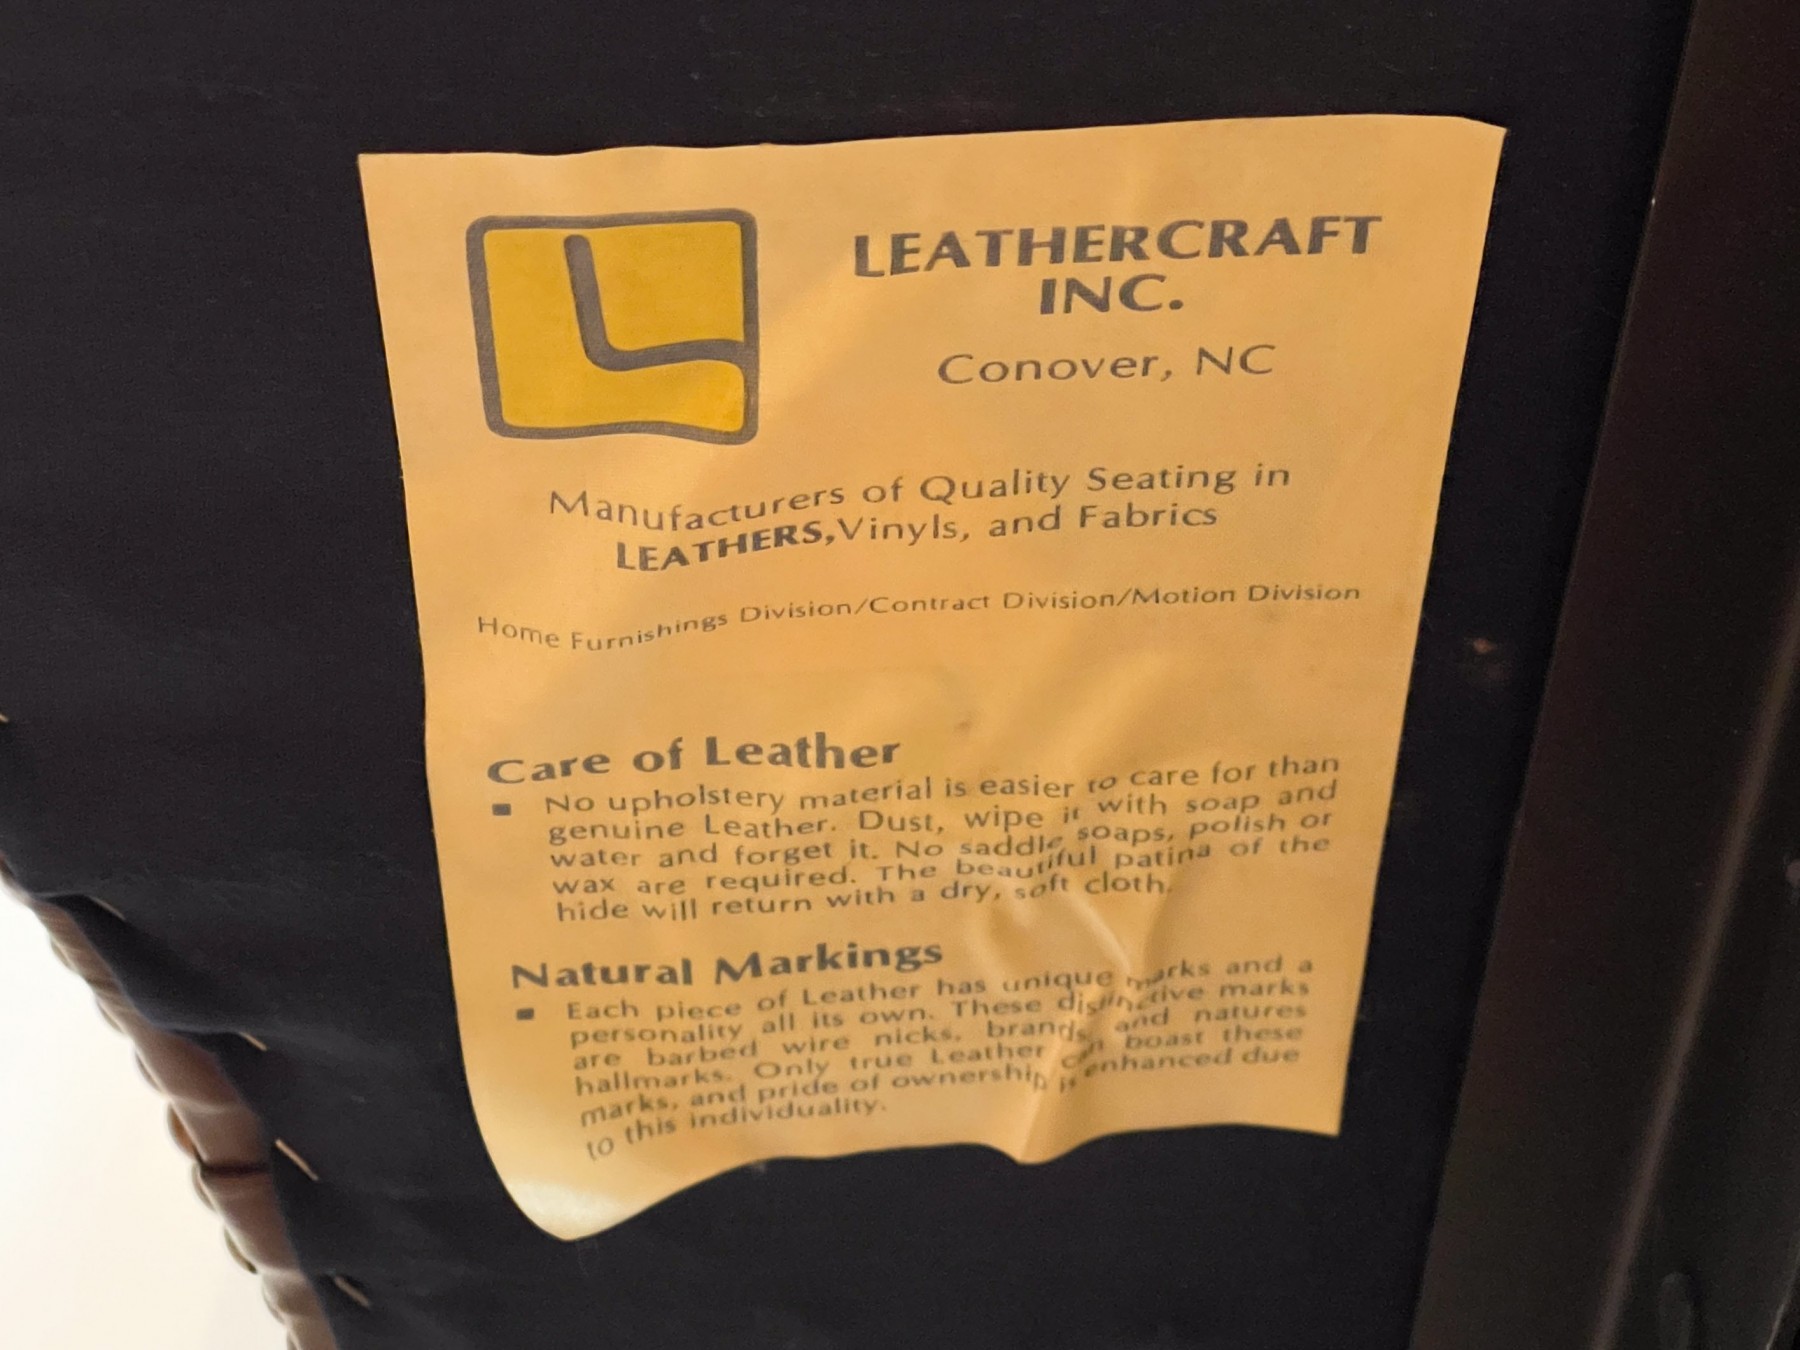 LEATHERCRAFT
INC.
Conover, NC
Manufacturers of Quality Seating in
LEATHERS, Vinyls, and Fabrics
Home Furnishings Division/Contract Division/Motion Division
Care of Leather
▪ No upholstery material is easier to care for than
genuine Leather. Dust, wipe it with soap and
water and forget it. No saddle soaps, polish or
wax are required. The beautiful patina of the
hide will return with a dry, soft cloth.
Natural Markings
▪ Each piece of Leather has unique marks and a
personality all its own. These distinctive marks
are barbed wire nicks, brands, and natures
hallmarks. Only true Leather can boast these
marks, and pride of ownership is enhanced due
to this individuality.